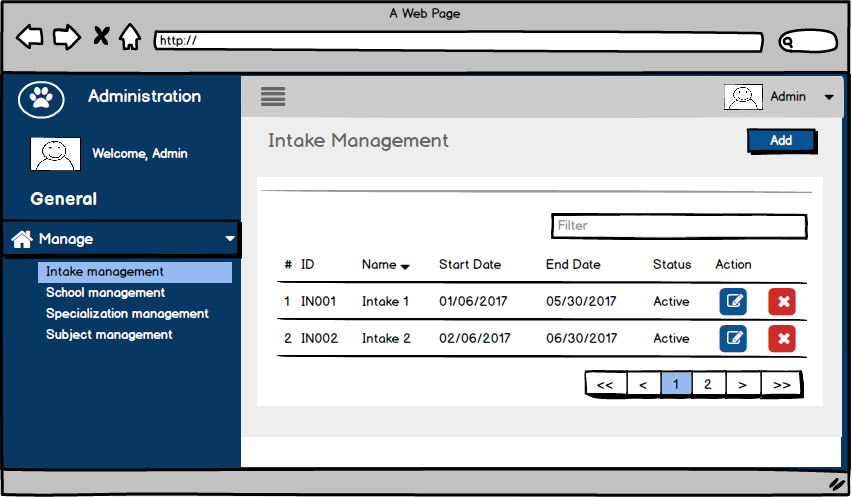 A Web Page
http://
Administration
Admin
Welcome, Admin
Intake Management
Add
General
Manage
Filter
Intake management
School management
Specialization management
Subject management
# ID Name Start Date End Date Status Action
1 IN001 Intake 1 01/06/2017 05/30/2017 Active
2 IN002 Intake 2 02/06/2017 06/30/2017 Active
<< < 1 2 > >>